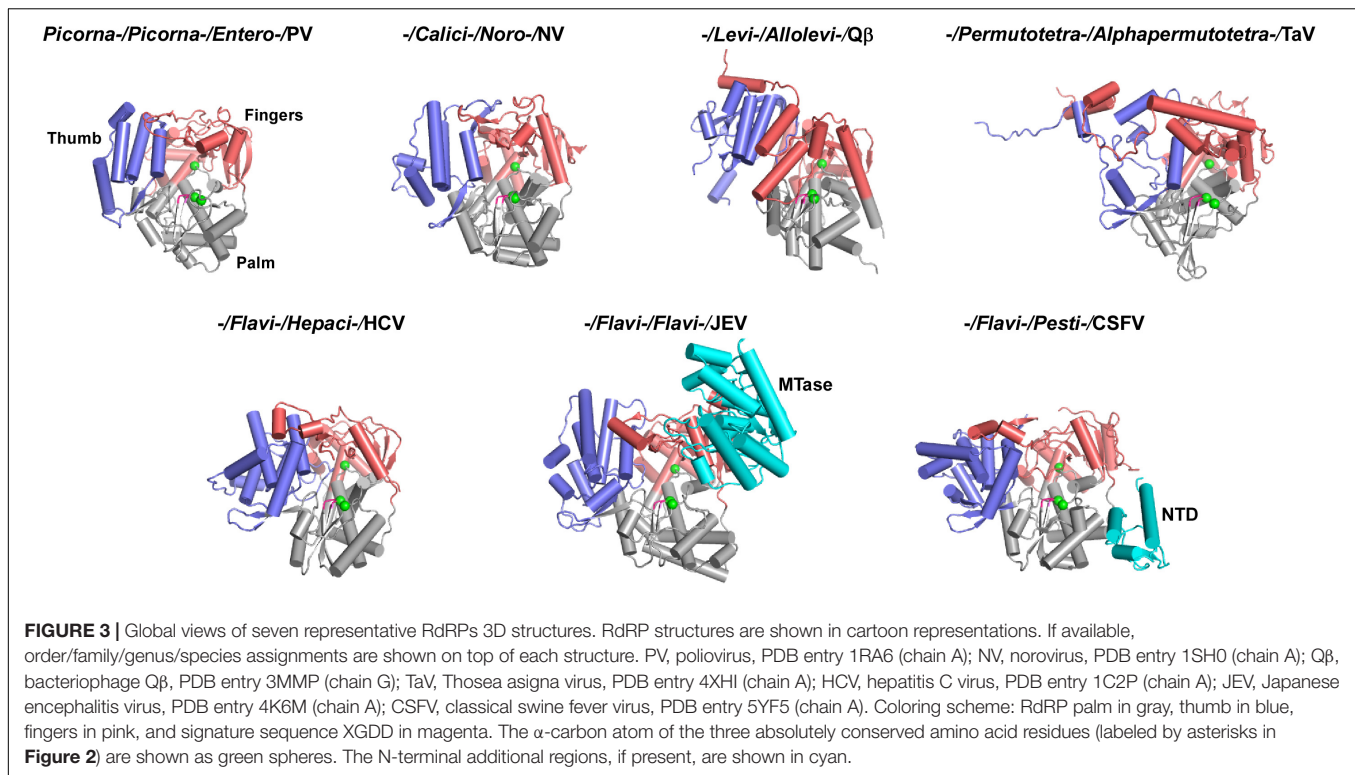 Picorna-/Picorna-/Entero-/PV
-/Calici-/Noro-/NV
-/Levi-/Allolevi-/Qβ
-/Permutotetra-/Alphapermutotetra-/TaV
Thumb
Fingers
Palm
-/Flavi-/Hepaci-/HCV
-/Flavi-/Flavi-/JEV
-/Flavi-/Pesti-/CSFV
MTase
NTD
FIGURE 3 | Global views of seven representative RdRPs 3D structures. RdRP structures are shown in cartoon representations. If available,
order/family/genus/species assignments are shown on top of each structure. PV, poliovirus, PDB entry 1RA6 (chain A); NV, norovirus, PDB entry 1SH0 (chain A); Qβ,
bacteriophage Qβ, PDB entry 3MMP (chain G); TaV, Thosea asigna virus, PDB entry 4XHI (chain A); HCV, hepatitis C virus, PDB entry 1C2P (chain A); JEV, Japanese
encephalitis virus, PDB entry 4K6M (chain A); CSFV, classical swine fever virus, PDB entry 5YF5 (chain A). Coloring scheme: RdRP palm in gray, thumb in blue,
fingers in pink, and signature sequence XGDD in magenta. The α-carbon atom of the three absolutely conserved amino acid residues (labeled by asterisks in
Figure 2) are shown as green spheres. The N-terminal additional regions, if present, are shown in cyan.